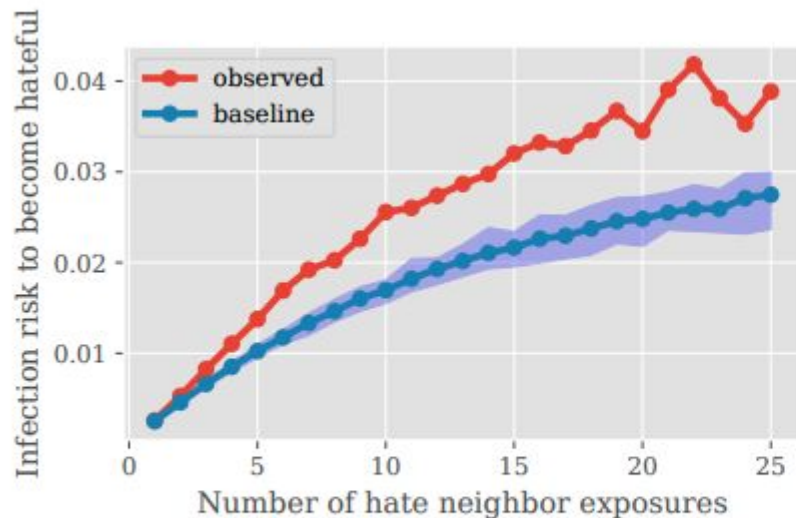 Infection risk to become hateful
observed
baseline
0.04
0.03
0.02
0.01
0
5
10
15
20
25
Number of hate neighbor exposures